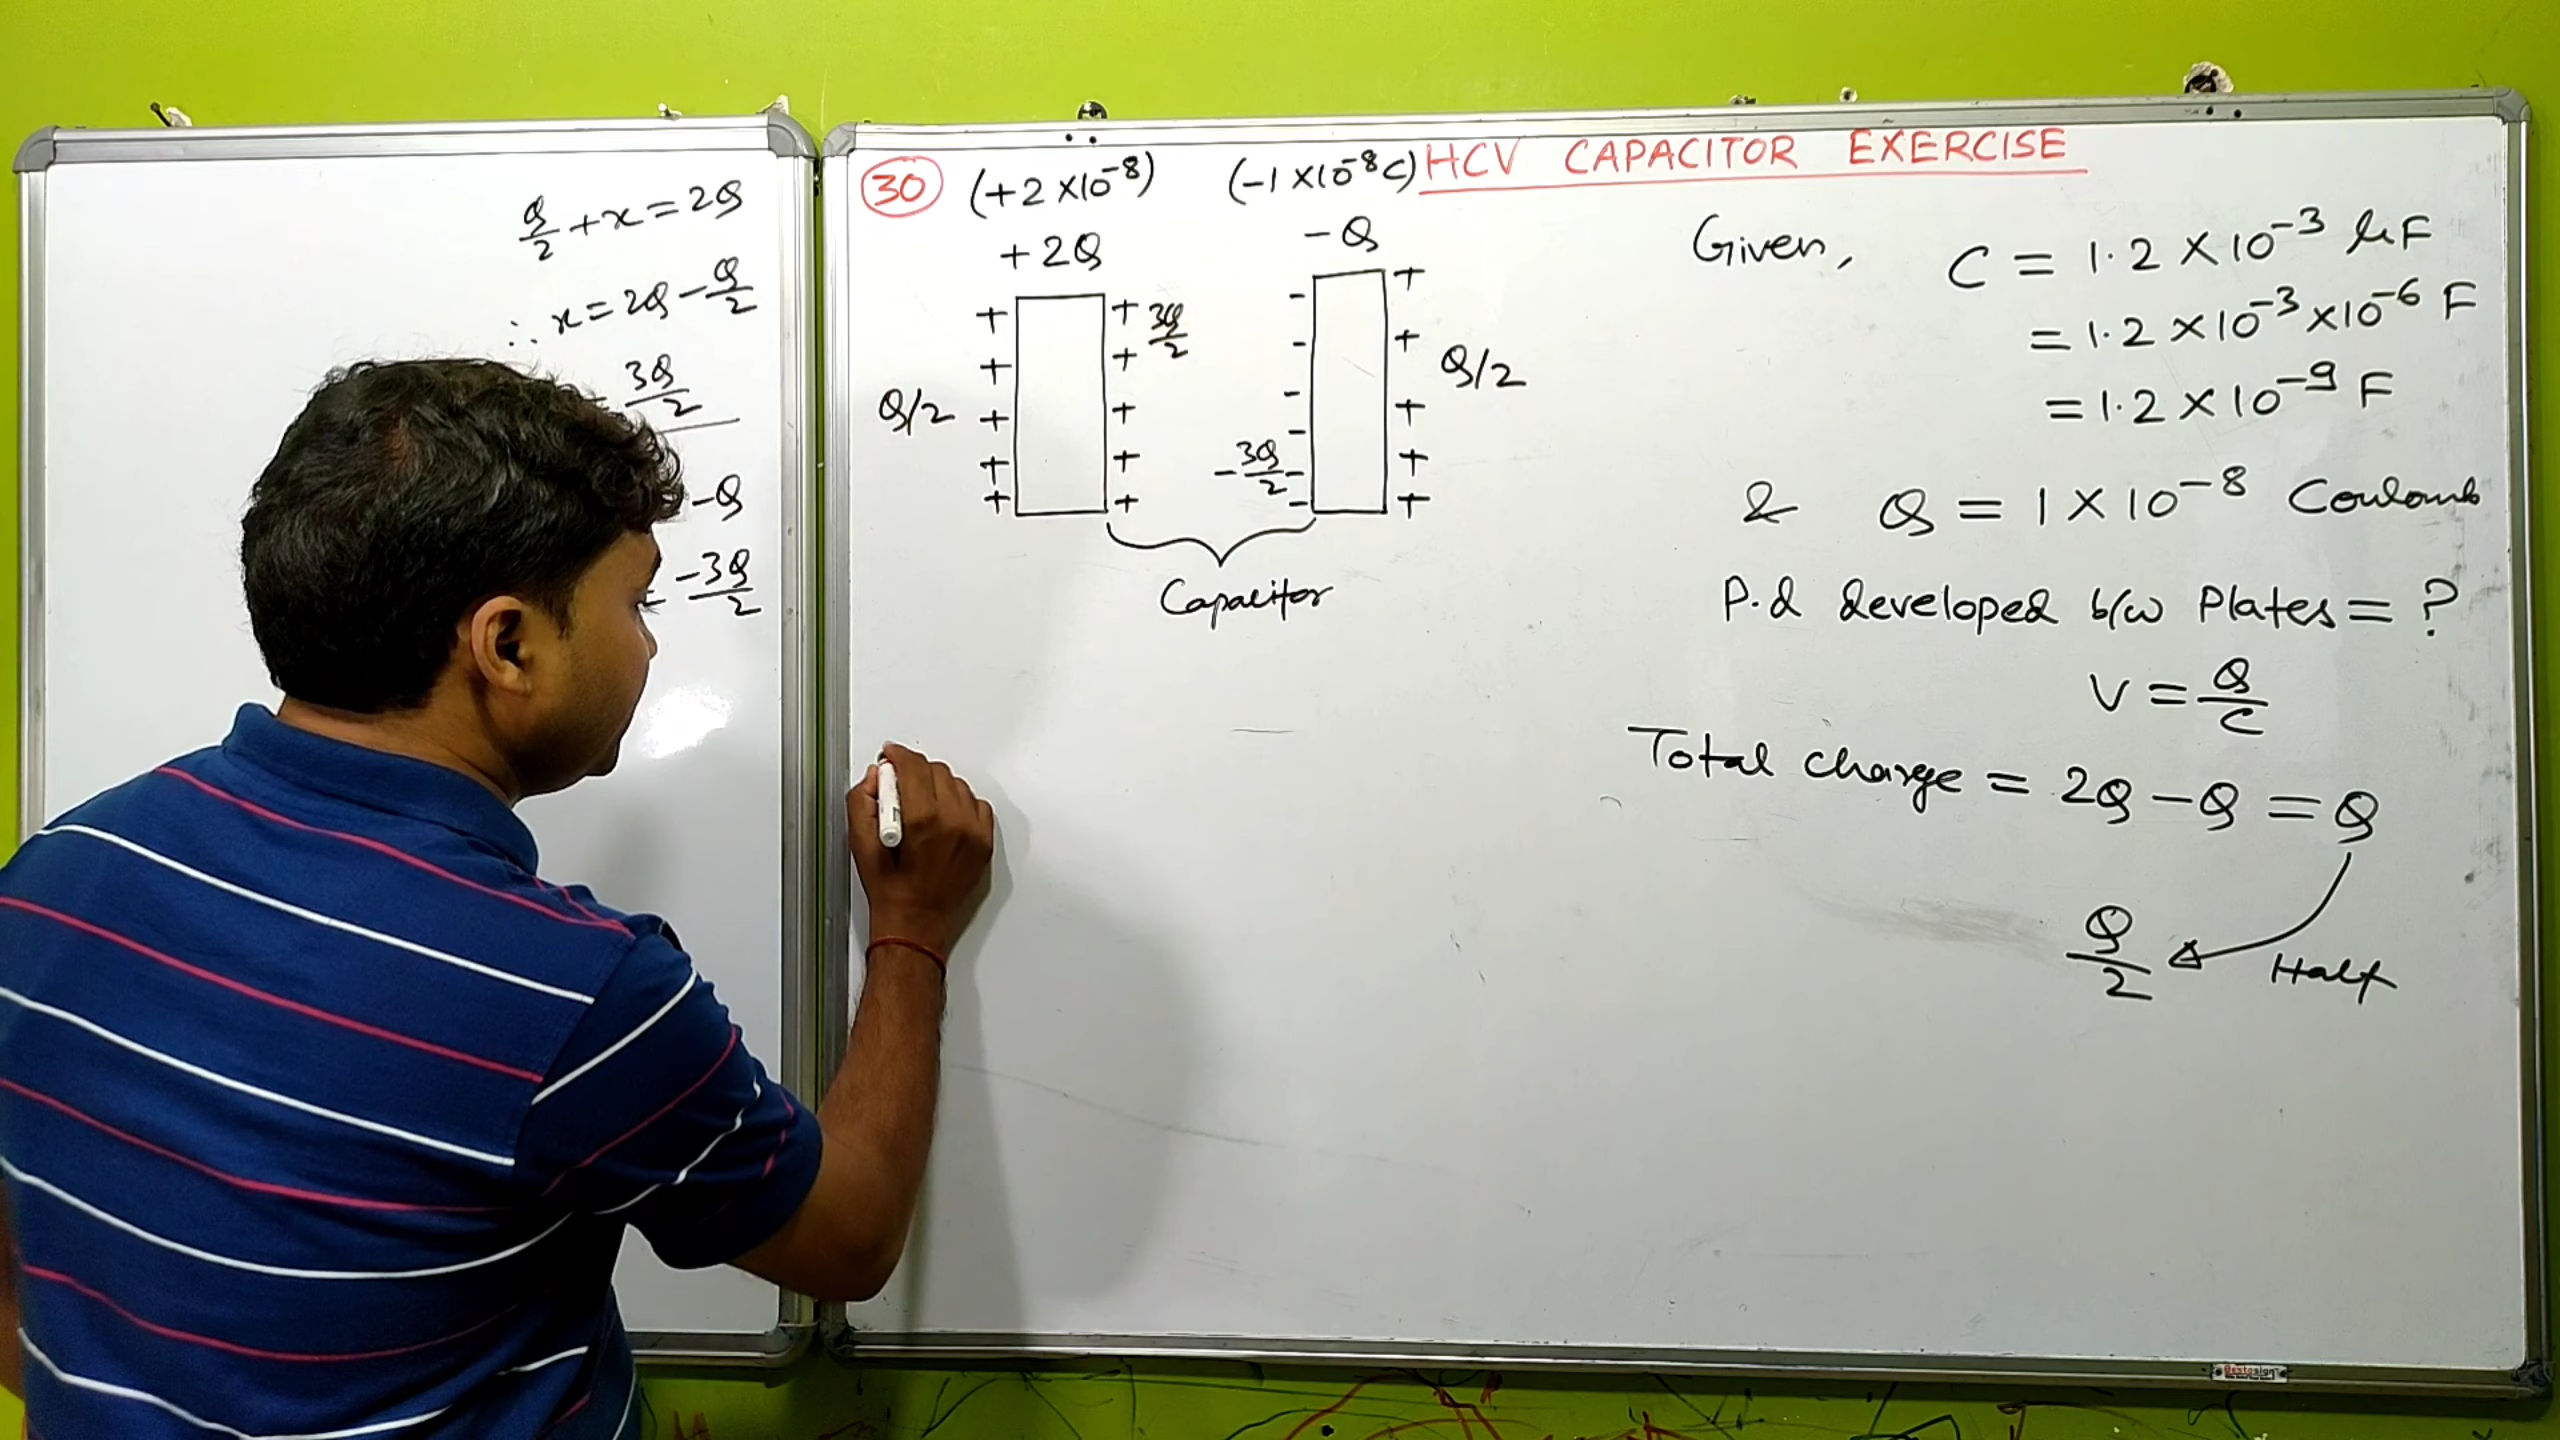 Q/2 + x = 2Q
∴ x = 2Q - Q/2
3Q/2
-Q
-3Q/2
30 (+2 ×10⁻⁸) (-1 ×10⁻⁸C) HCV CAPACITOR EXERCISE
+2Q -Q
+ + 3Q/2 - +
+ + - +
Q/2 + + - + Q/2
+ + -3Q/2 - +
+ + - +
Capacitor
Given, C = 1.2 ×10⁻³ μF
= 1.2 ×10⁻³ ×10⁻⁶ F
= 1.2 × 10⁻⁹ F
& Q = 1 × 10⁻⁸ Coulomb
P.d developed b/w Plates = ?
V = Q/C
Total charge = 2Q - Q = Q
Q/2 Half